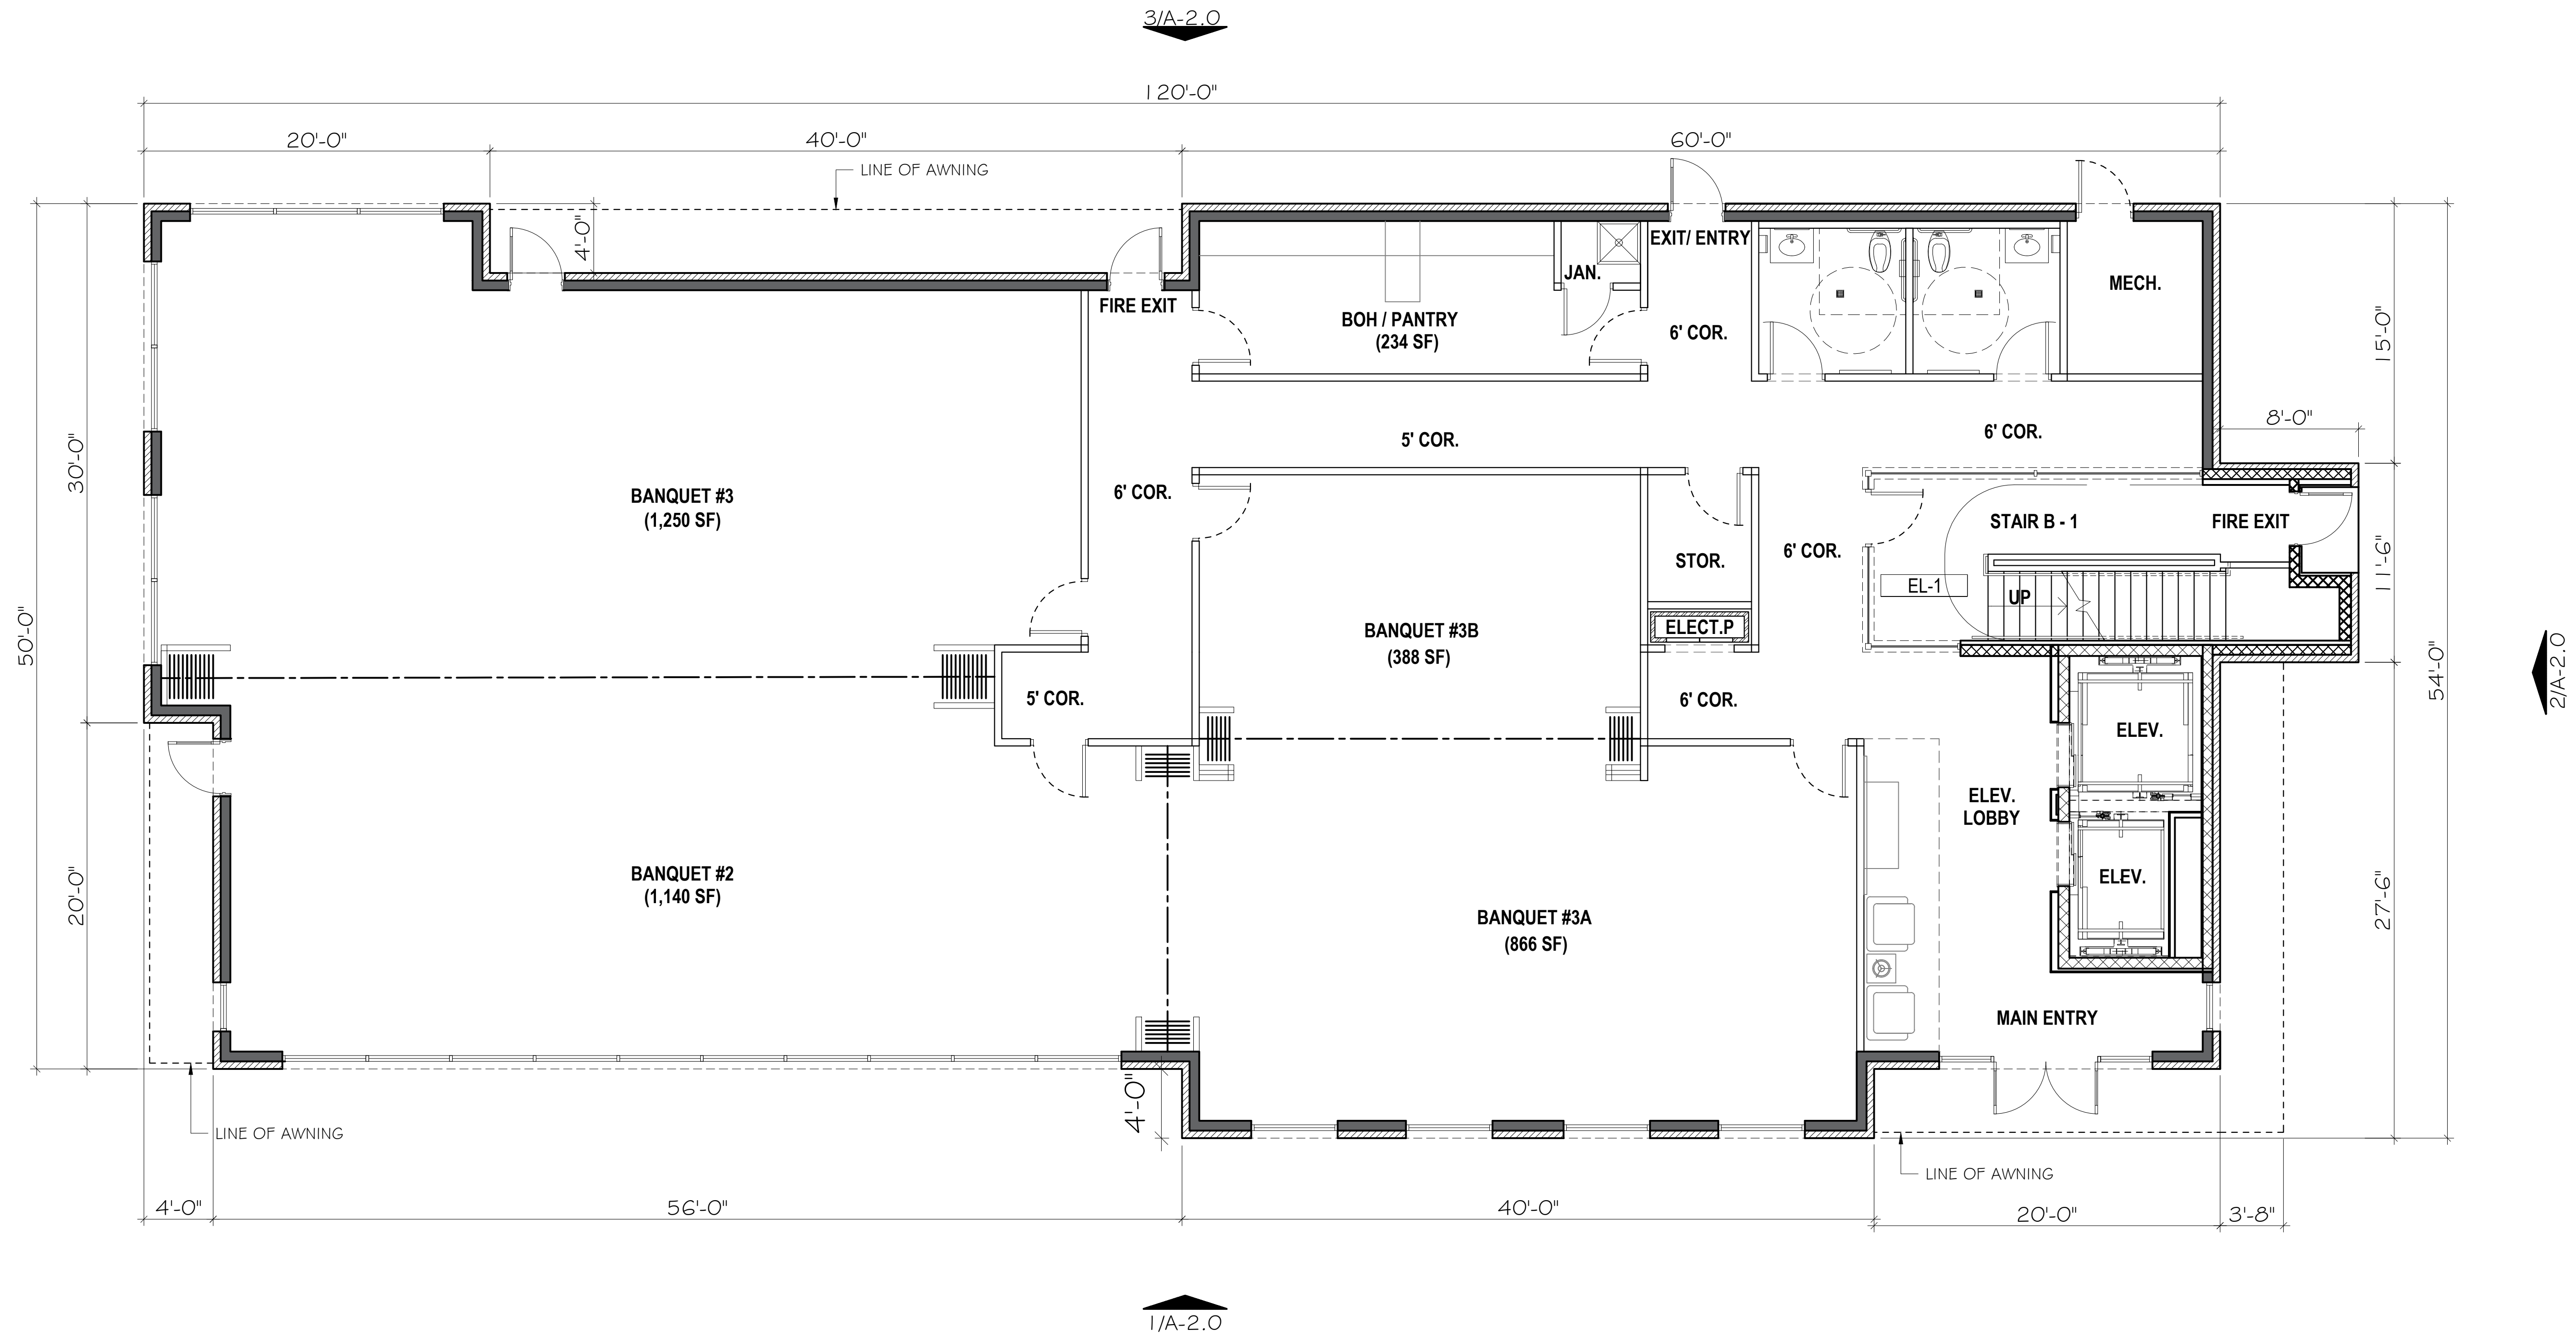 3/A-2.0
120'-0"
20'-0"
40'-0"
60'-0"
LINE OF AWNING
4'-0"
EXIT/ ENTRY
JAN.
MECH.
FIRE EXIT
BOH / PANTRY
(234 SF)
6' COR.
15'-0"
8'-0"
30'-0"
50'-0"
5' COR.
6' COR.
BANQUET #3
(1,250 SF)
6' COR.
STAIR B - 1
FIRE EXIT
STOR.
6' COR.
EL-1
UP
11'-6"
ELECT.P
BANQUET #3B
(388 SF)
5' COR.
6' COR.
ELEV.
54'-0"
2/A-2.0
ELEV.
LOBBY
20'-0"
BANQUET #2
(1,140 SF)
ELEV.
BANQUET #3A
(866 SF)
27'-6"
MAIN ENTRY
4'-0"
LINE OF AWNING
LINE OF AWNING
4'-0"
56'-0"
40'-0"
20'-0"
3'-8"
1/A-2.0